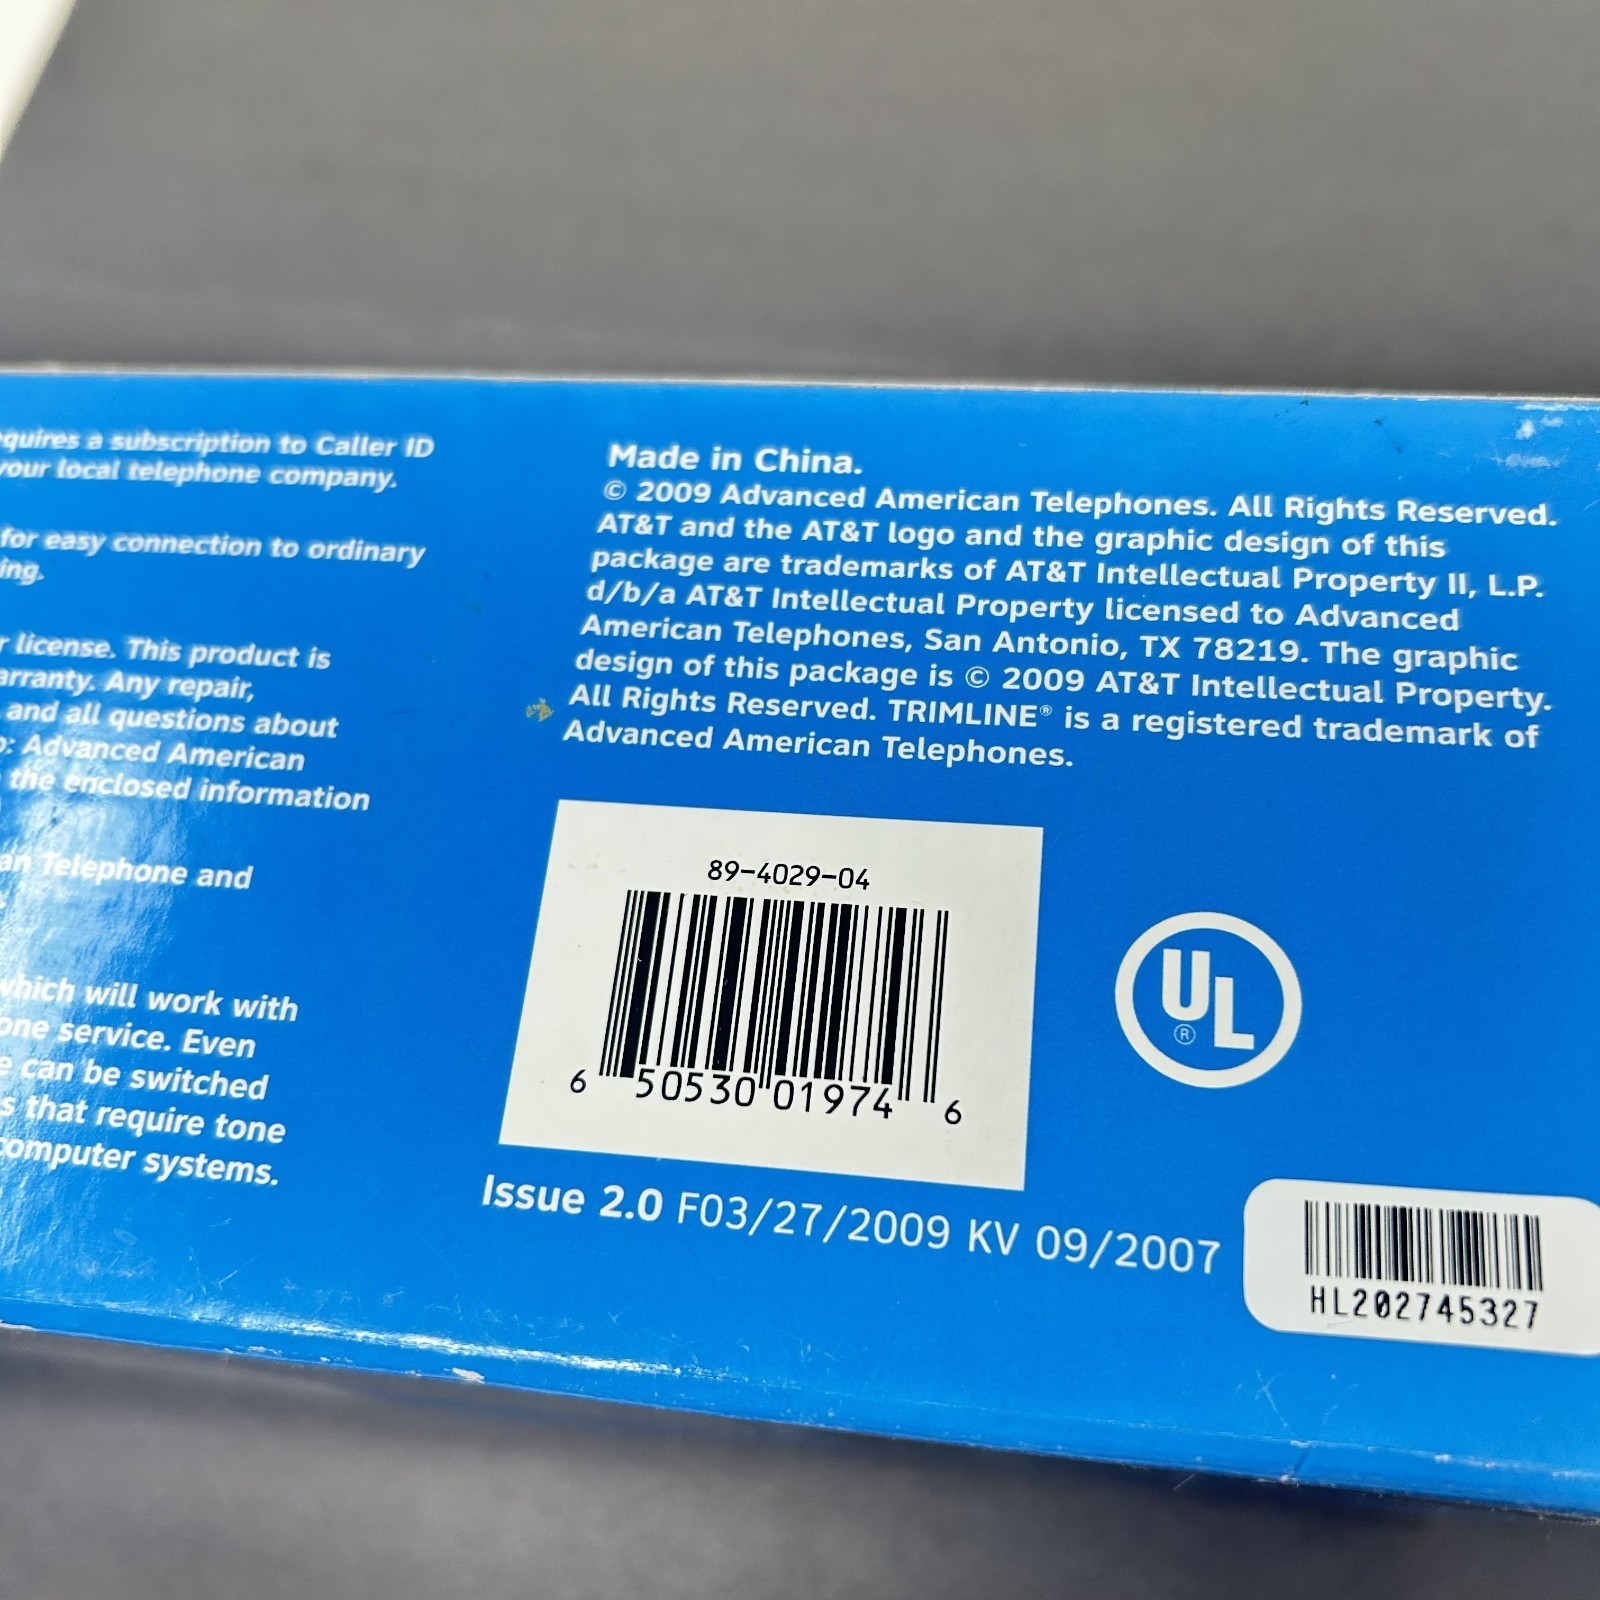 quires a subscription to Caller ID
your local telephone company.
for easy connection to ordinary
ing.
r license. This product is
arranty. Any repair,
and all questions about
o: Advanced American
the enclosed information
an Telephone and
which will work with
one service. Even
e can be switched
s that require tone
computer systems.
Made in China.
© 2009 Advanced American Telephones. All Rights Reserved.
AT&T and the AT&T logo and the graphic design of this
package are trademarks of AT&T Intellectual Property II, L.P.
d/b/a AT&T Intellectual Property licensed to Advanced
American Telephones, San Antonio, TX 78219. The graphic
design of this package is © 2009 AT&T Intellectual Property.
All Rights Reserved. TRIMLINE® is a registered trademark of
Advanced American Telephones.
89-4029-04
6 50530 01974 6
UL ®
Issue 2.0 F03/27/2009 KV 09/2007
HL202745327